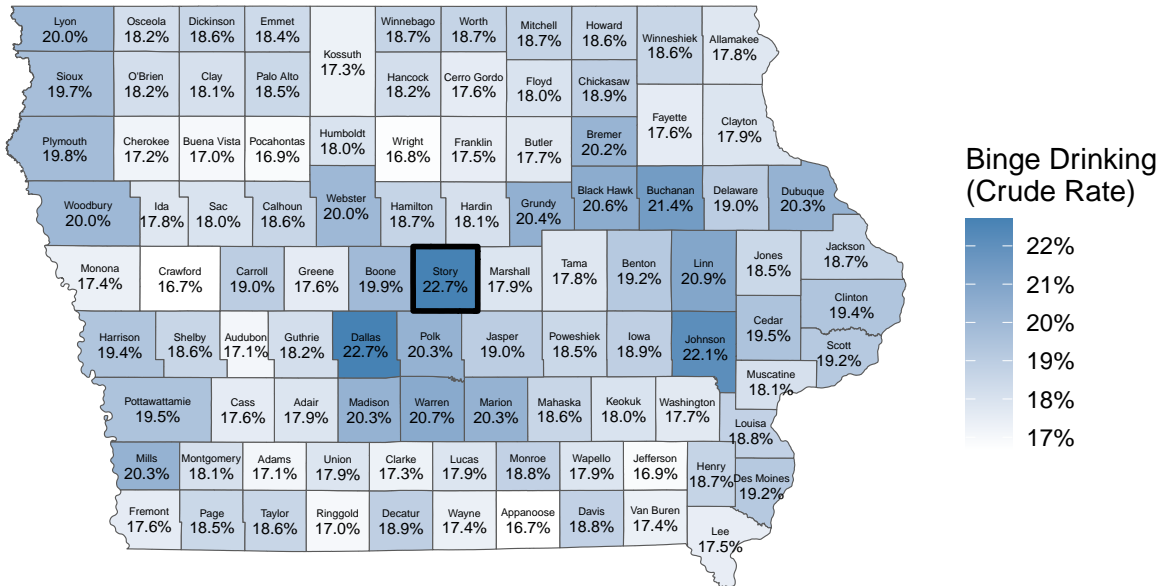 Lyon
20.0%
Osceola
18.2%
Dickinson
18.6%
Emmet
18.4%
Kossuth
17.3%
Winnebago
18.7%
Worth
18.7%
Mitchell
18.7%
Howard
18.6%
Winneshiek
18.6%
Allamakee
17.8%
Sioux
19.7%
O'Brien
18.2%
Clay
18.1%
Palo Alto
18.5%
Hancock
18.2%
Cerro Gordo
17.6%
Floyd
18.0%
Chickasaw
18.9%
Fayette
17.6%
Clayton
17.9%
Plymouth
19.8%
Cherokee
17.2%
Buena Vista
17.0%
Pocahontas
16.9%
Humboldt
18.0%
Wright
16.8%
Franklin
17.5%
Butler
17.7%
Bremer
20.2%
Woodbury
20.0%
Ida
17.8%
Sac
18.0%
Calhoun
18.6%
Webster
20.0%
Hamilton
18.7%
Hardin
18.1%
Grundy
20.4%
Black Hawk
20.6%
Buchanan
21.4%
Delaware
19.0%
Dubuque
20.3%
Monona
17.4%
Crawford
16.7%
Carroll
19.0%
Greene
17.6%
Boone
19.9%
Story
22.7%
Marshall
17.9%
Tama
17.8%
Benton
19.2%
Linn
20.9%
Jones
18.5%
Jackson
18.7%
Clinton
19.4%
Harrison
19.4%
Shelby
18.6%
Audubon
17.1%
Guthrie
18.2%
Dallas
22.7%
Polk
20.3%
Jasper
19.0%
Poweshiek
18.5%
Iowa
18.9%
Johnson
22.1%
Cedar
19.5%
Scott
19.2%
Muscatine
18.1%
Pottawattamie
19.5%
Cass
17.6%
Adair
17.9%
Madison
20.3%
Warren
20.7%
Marion
20.3%
Mahaska
18.6%
Keokuk
18.0%
Washington
17.7%
Louisa
18.8%
Mills
20.3%
Montgomery
18.1%
Adams
17.1%
Union
17.9%
Clarke
17.3%
Lucas
17.9%
Monroe
18.8%
Wapello
17.9%
Jefferson
16.9%
Henry
18.7%
Des Moines
19.2%
Fremont
17.6%
Page
18.5%
Taylor
18.6%
Ringgold
17.0%
Decatur
18.9%
Wayne
17.4%
Appanoose
16.7%
Davis
18.8%
Van Buren
17.4%
Lee
17.5%
Binge Drinking
(Crude Rate)
22%
21%
20%
19%
18%
17%